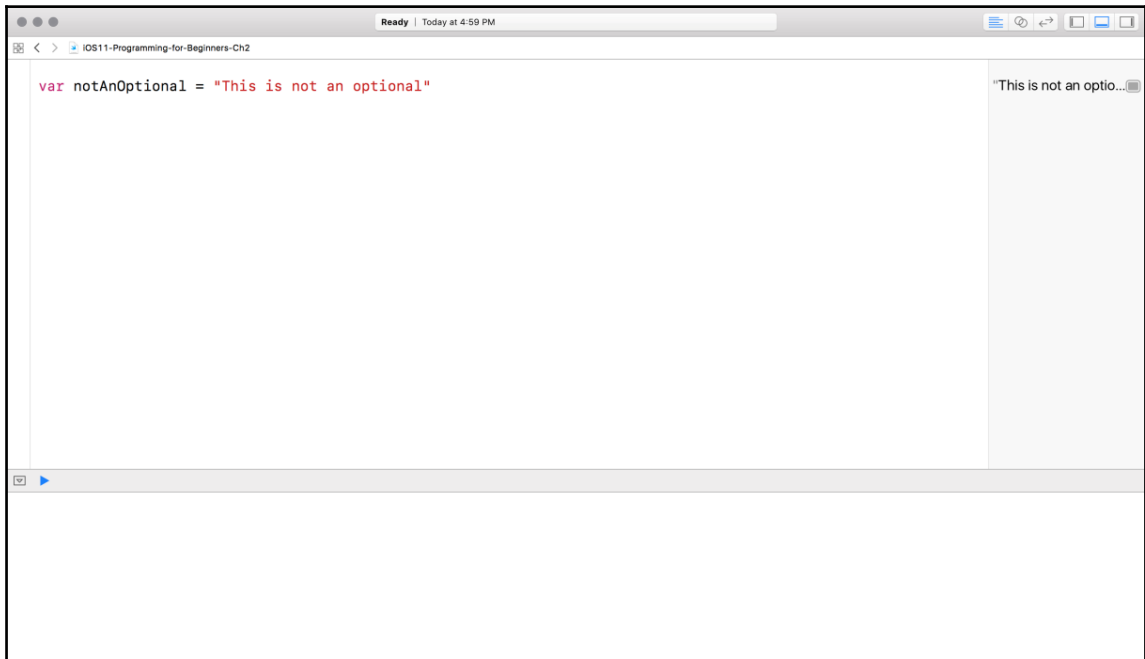 Ready | Today at 4:59 PM
iOS11-Programming-for-Beginners-Ch2
var notAnOptional = "This is not an optional"
"This is not an optio...